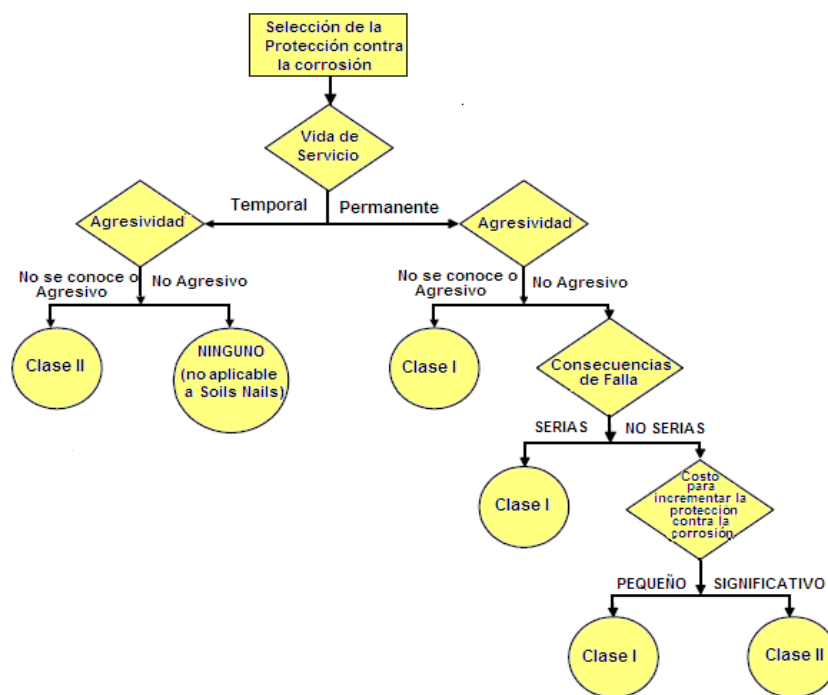 Selección de la
Protección contra
la corrosión
Vida de
Servicio
Temporal
Permanente
Agresividad
Agresividad
No se conoce o
Agresivo
No Agresivo
No se conoce o
Agresivo
No Agresivo
Clase II
NINGUNO
(no aplicable
a Soils Nails)
Clase I
Consecuencias
de Falla
SERIAS
NO SERIAS
Clase I
Costo
para
incrementar la
protección
contra la
corrosión
PEQUEÑO
SIGNIFICATIVO
Clase I
Clase II